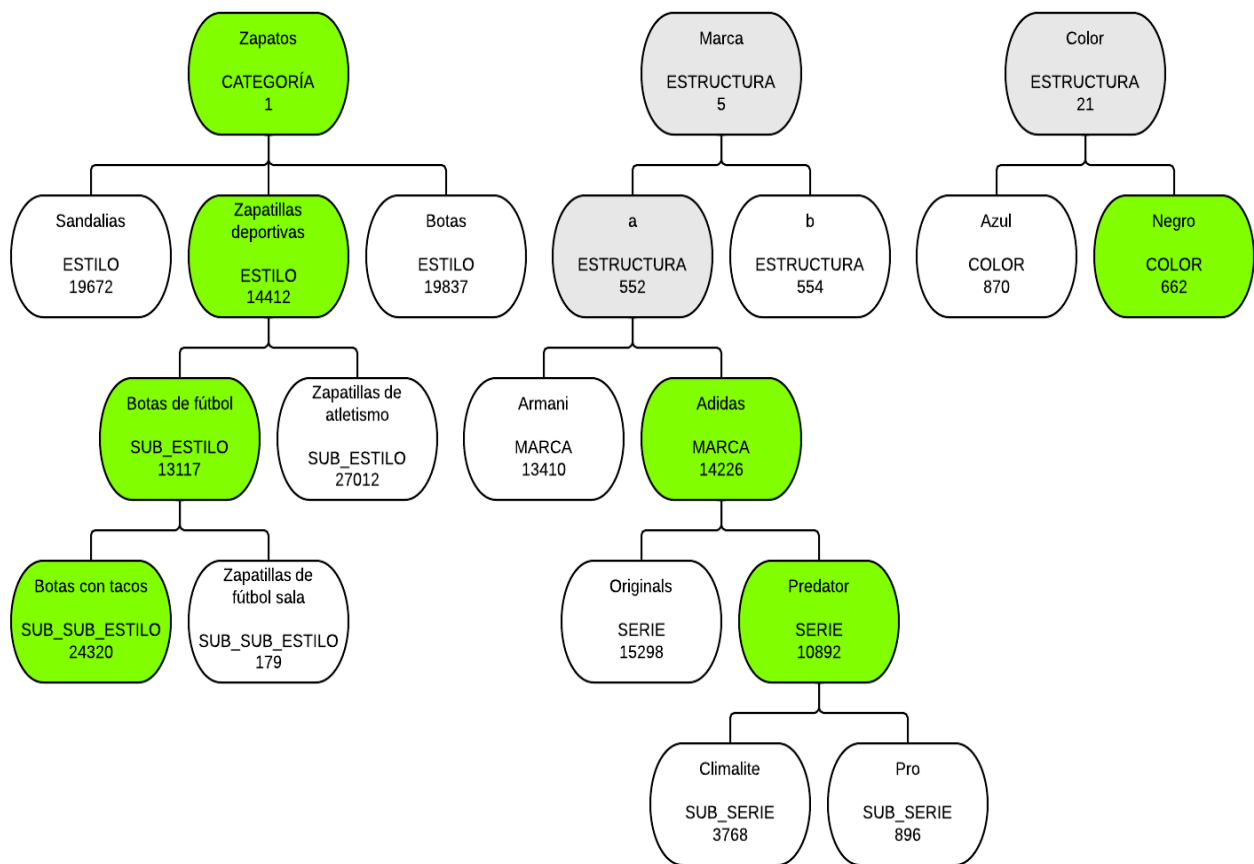 Zapatos
CATEGORÍA
1
Marca
ESTRUCTURA
5
Color
ESTRUCTURA
21
Sandalias
ESTILO
19672
Zapatillas
deportivas
ESTILO
14412
Botas
ESTILO
19837
a
ESTRUCTURA
552
b
ESTRUCTURA
554
Azul
COLOR
870
Negro
COLOR
662
Botas de fútbol
SUB_ESTILO
13117
Zapatillas de
atletismo
SUB_ESTILO
27012
Armani
MARCA
13410
Adidas
MARCA
14226
Botas con tacos
SUB_SUB_ESTILO
24320
Zapatillas de
fútbol sala
SUB_SUB_ESTILO
179
Originals
SERIE
15298
Predator
SERIE
10892
Climalite
SUB_SERIE
3768
Pro
SUB_SERIE
896